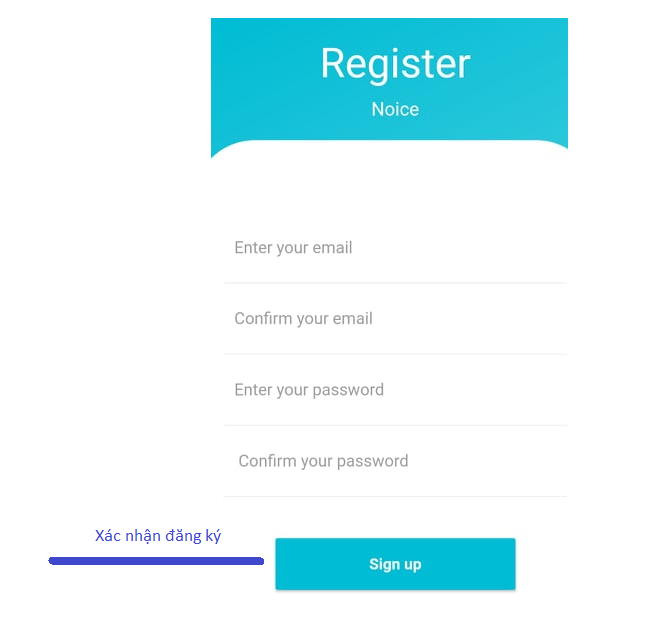 Register
Noice
Enter your email
Confirm your email
Enter your password
Confirm your password
Xác nhận đăng ký
Sign up